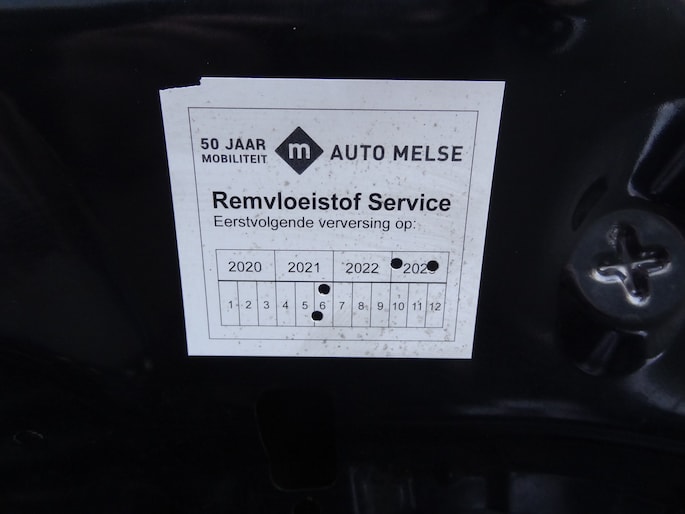 50 JAAR
MOBILITEIT
m
AUTO MELSE
Remvloeistof Service
Eerstvolgende verversing op:
2020 2021 2022 2023
1 2 3 4 5 6 7 8 9 10 11 12